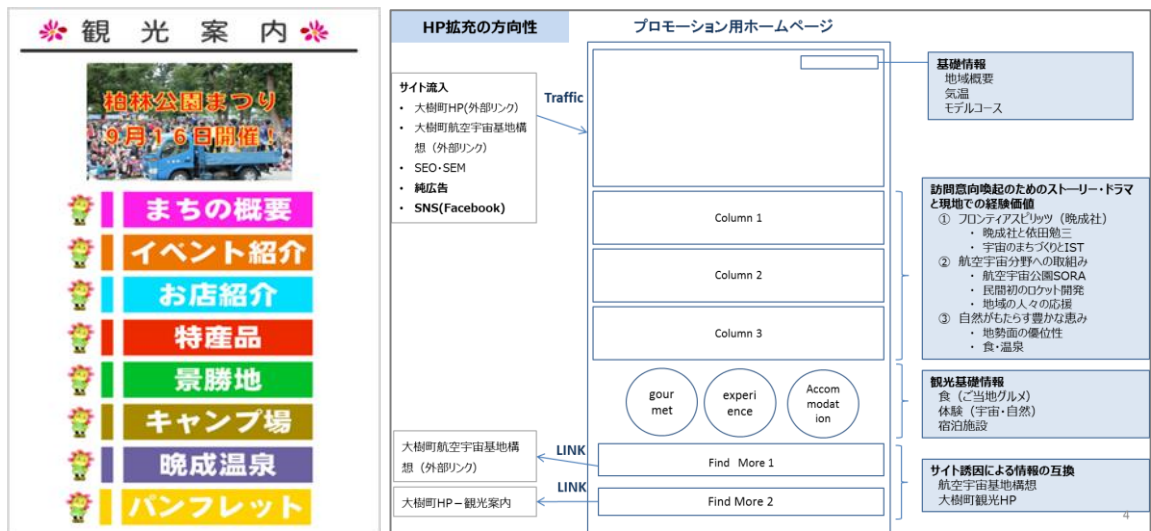 観光案内
柏林公園まつり
9月16日開催！
まちの概要
イベント紹介
お店紹介
特産品
景勝地
キャンプ場
晩成温泉
パンフレット
HP拡充の方向性
プロモーション用ホームページ
サイト流入
• 大樹町HP(外部リンク)
• 大樹町航空宇宙基地構
想（外部リンク）
• SEO・SEM
• 純広告
• SNS(Facebook)
Traffic
Column 1
Column 2
Column 3
gour
met
experi
ence
Accom
modat
ion
大樹町航空宇宙基地構
想（外部リンク）
LINK
Find More 1
大樹町HP－観光案内
LINK
Find More 2
基礎情報
地域概要
気温
モデルコース
訪問意向喚起のためのストーリー・ドラマ
と現地での経験価値
① フロンティアスピリッツ（晩成社）
・ 晩成社と依田勉三
・ 宇宙のまちづくりとIST
② 航空宇宙分野への取組み
・ 航空宇宙公園SORA
・ 民間初のロケット開発
・ 地域の人々の応援
③ 自然がもたらす豊かな恵み
・ 地勢面の優位性
・ 食・温泉
観光基礎情報
食（ご当地グルメ）
体験（宇宙・自然）
宿泊施設
サイト誘因による情報の互換
航空宇宙基地構想
大樹町観光HP
4